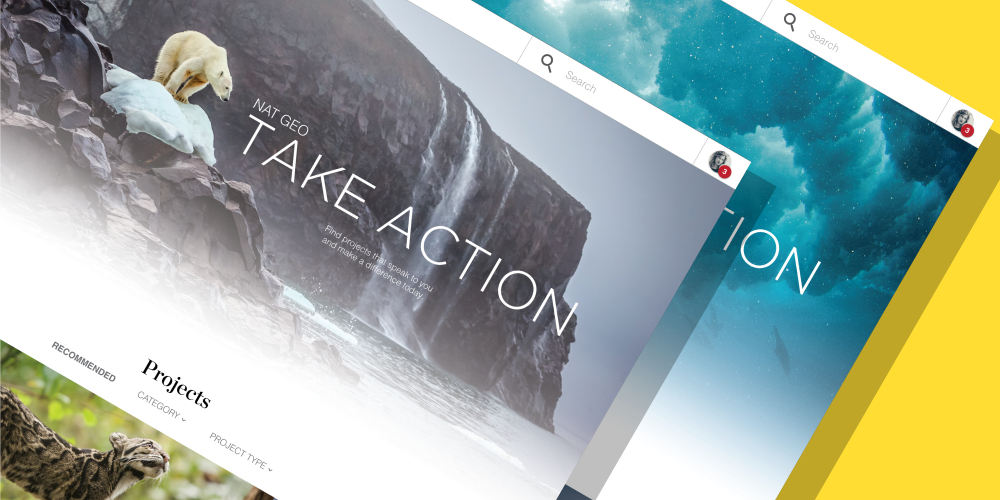 Search
3
Search
3
NAT GEO
TAKE ACTION
Find projects that speak to you
and make a difference today.
TION
RECOMMENDED
Projects
CATEGORY
PROJECT TYPE